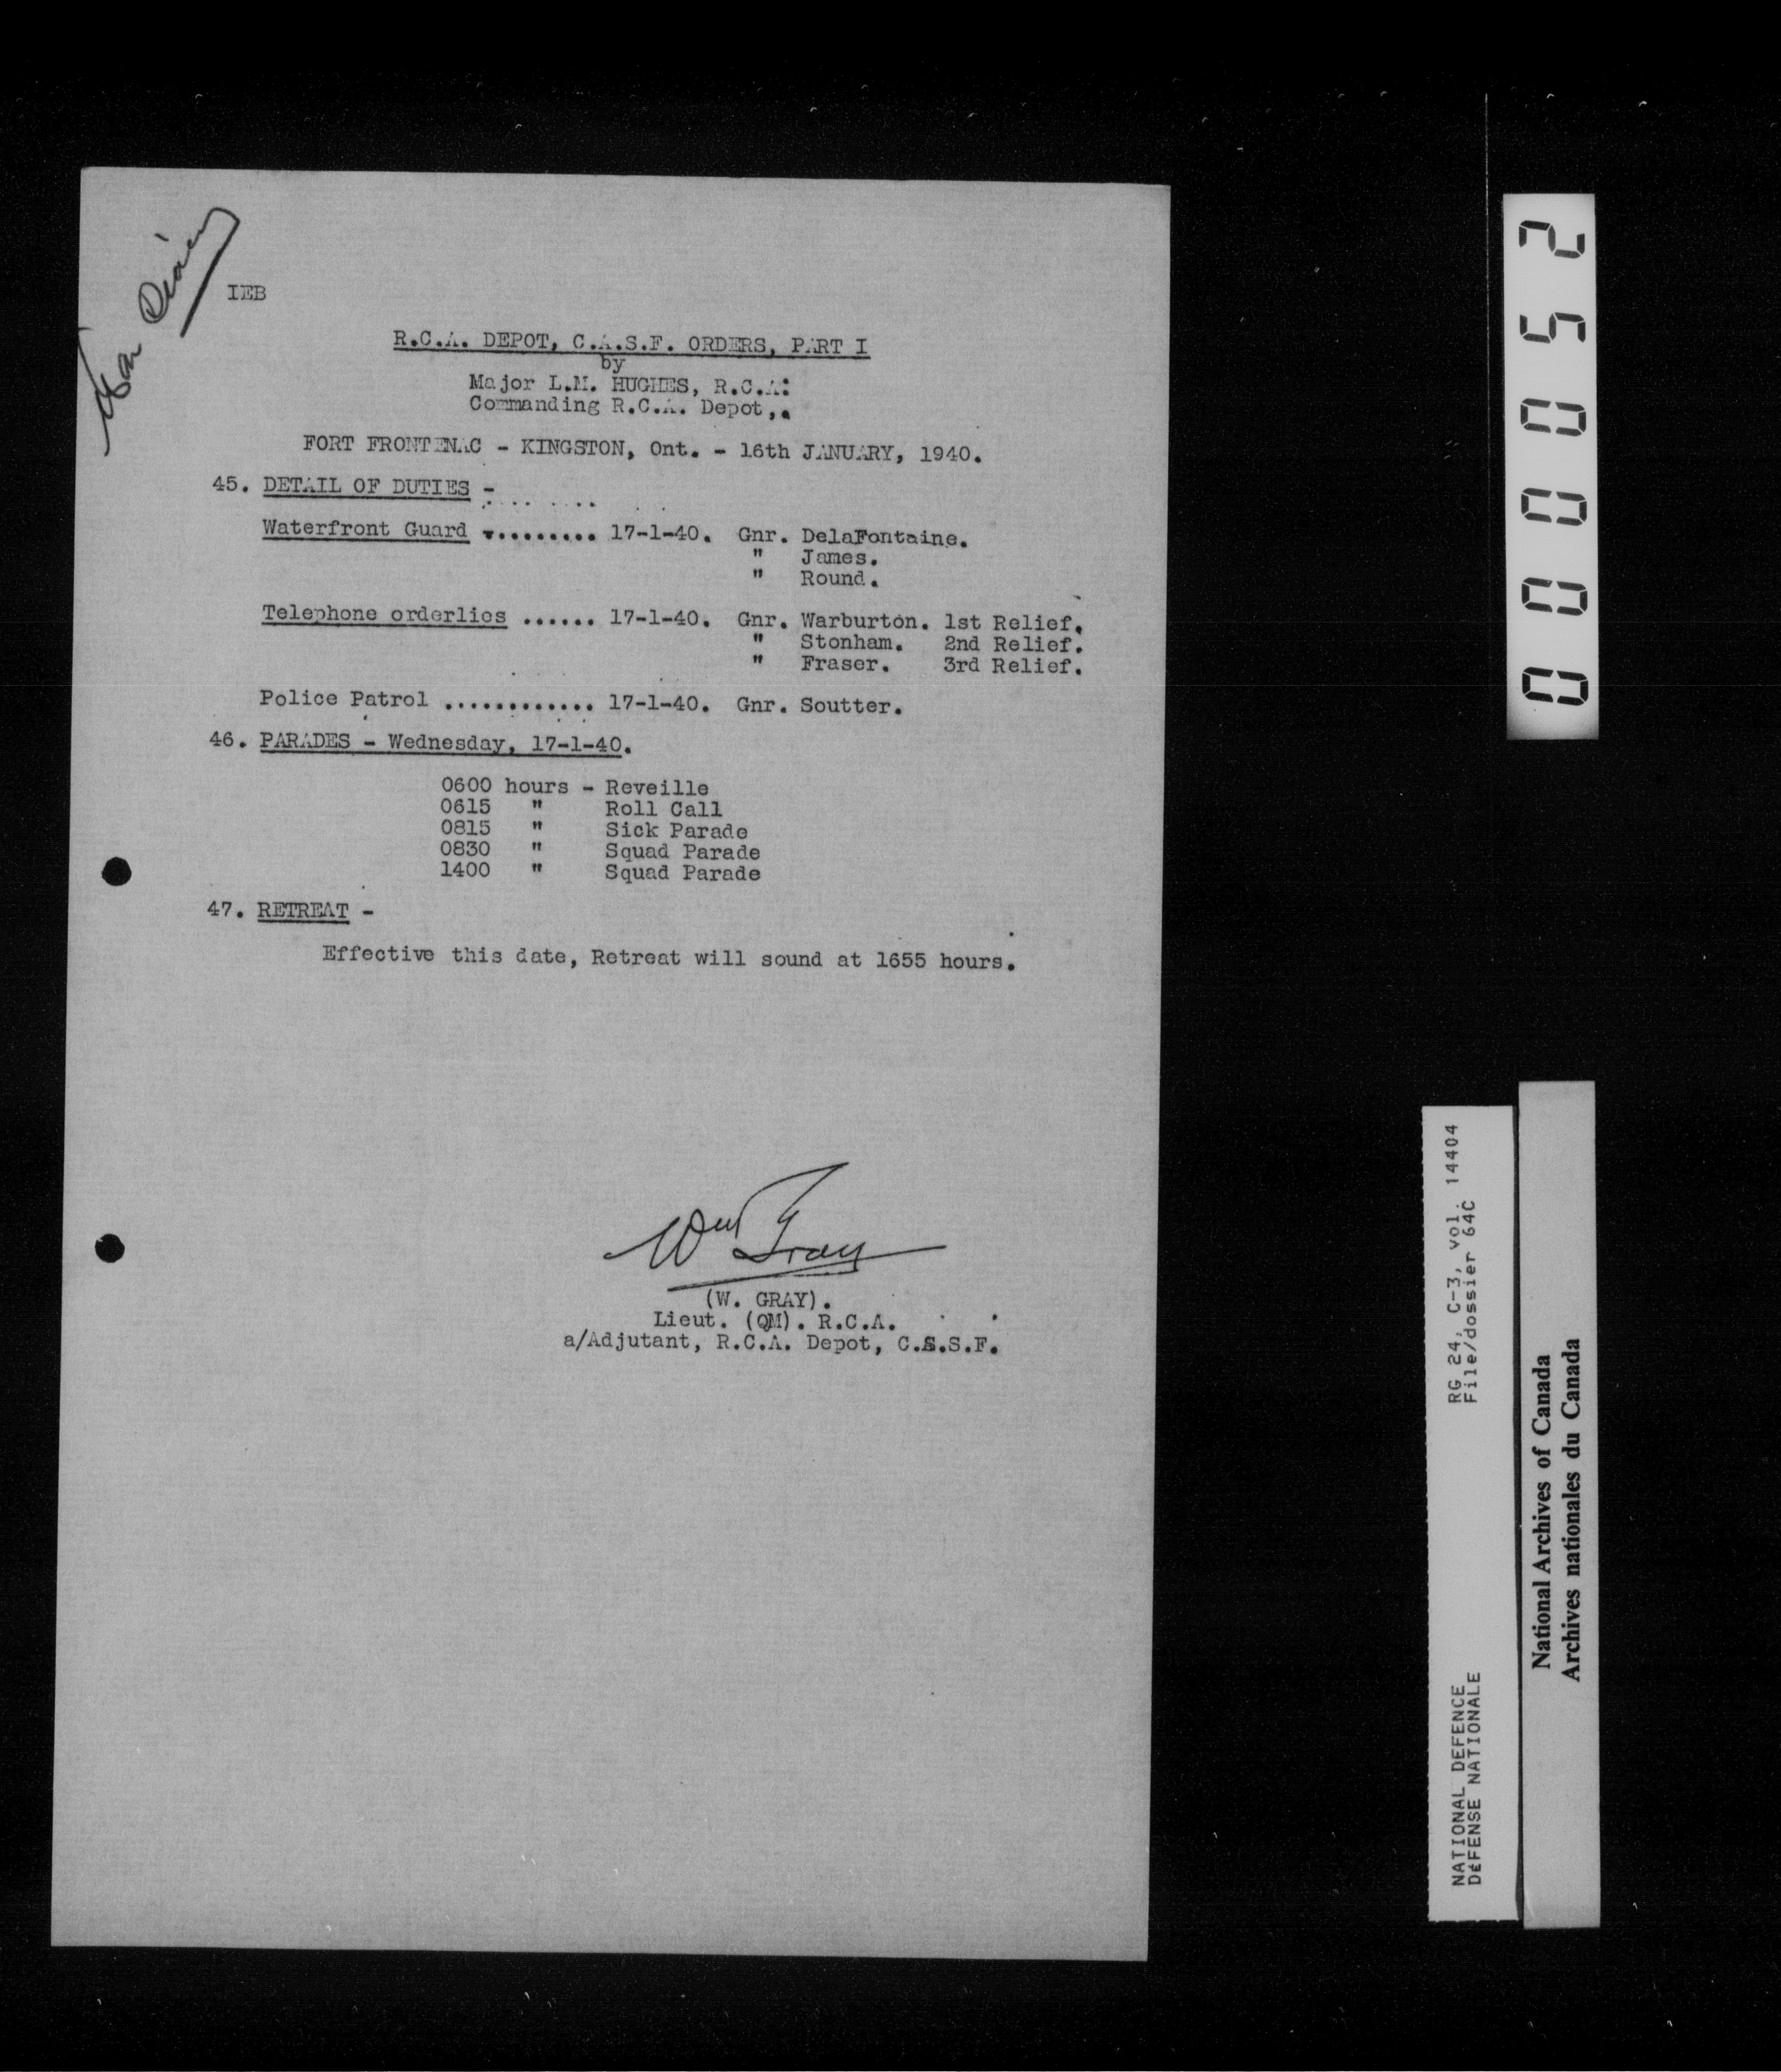 War Diary
IEB
R.C.A. DEPOT, C.A.S.F. ORDERS, PART I
by
Major L.M. HUGHES, R.C.A:
Commanding R.C.A. Depot,.
FORT FRONTENAC - KINGSTON, Ont. - 16th JANUARY, 1940.
45. DETAIL OF DUTIES -
Waterfront Guard -......... 17-1-40. Gnr. DelaFontaine.
" James.
" Round.
Telephone orderlies ...... 17-1-40. Gnr. Warburton. 1st Relief.
" Stonham. 2nd Relief.
" Fraser. 3rd Relief.
Police Patrol ............ 17-1-40. Gnr. Soutter.
46. PARADES - Wednesday, 17-1-40.
0600 hours - Reveille
0615 " Roll Call
0815 " Sick Parade
0830 " Squad Parade
1400 " Squad Parade
47. RETREAT -
Effective this date, Retreat will sound at 1655 hours.
Wm Gray
(W. GRAY).
Lieut. (QM). R.C.A.
a/Adjutant, R.C.A. Depot, C.A.S.F.
000052
RG 24, C-3, vol. 14404
File/dossier 64C
NATIONAL DEFENCE
DÉFENSE NATIONALE
National Archives of Canada
Archives nationales du Canada